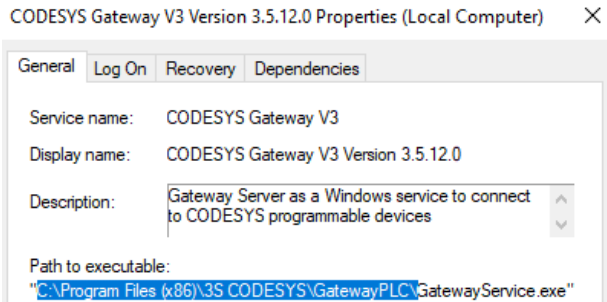 CODESYS Gateway V3 Version 3.5.12.0 Properties (Local Computer)
General Log On Recovery Dependencies
Service name: CODESYS Gateway V3
Display name: CODESYS Gateway V3 Version 3.5.12.0
Description: Gateway Server as a Windows service to connect
to CODESYS programmable devices
Path to executable:
"C:\Program Files (x86)\3S CODESYS\GatewayPLC\GatewayService.exe"